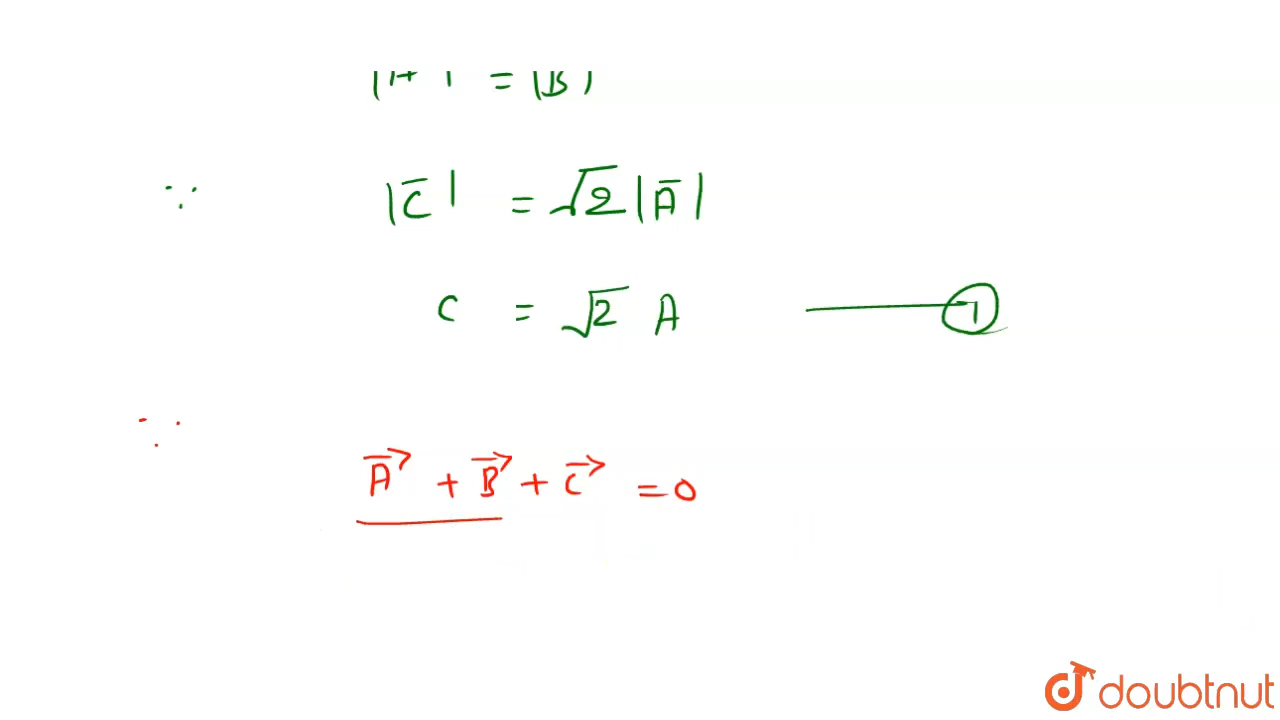 = |B|
∵ |C̅| = √2 |A̅|
C = √2 A ——— 1
∵
A⃗ + B⃗ + C⃗ = 0
doubtnut